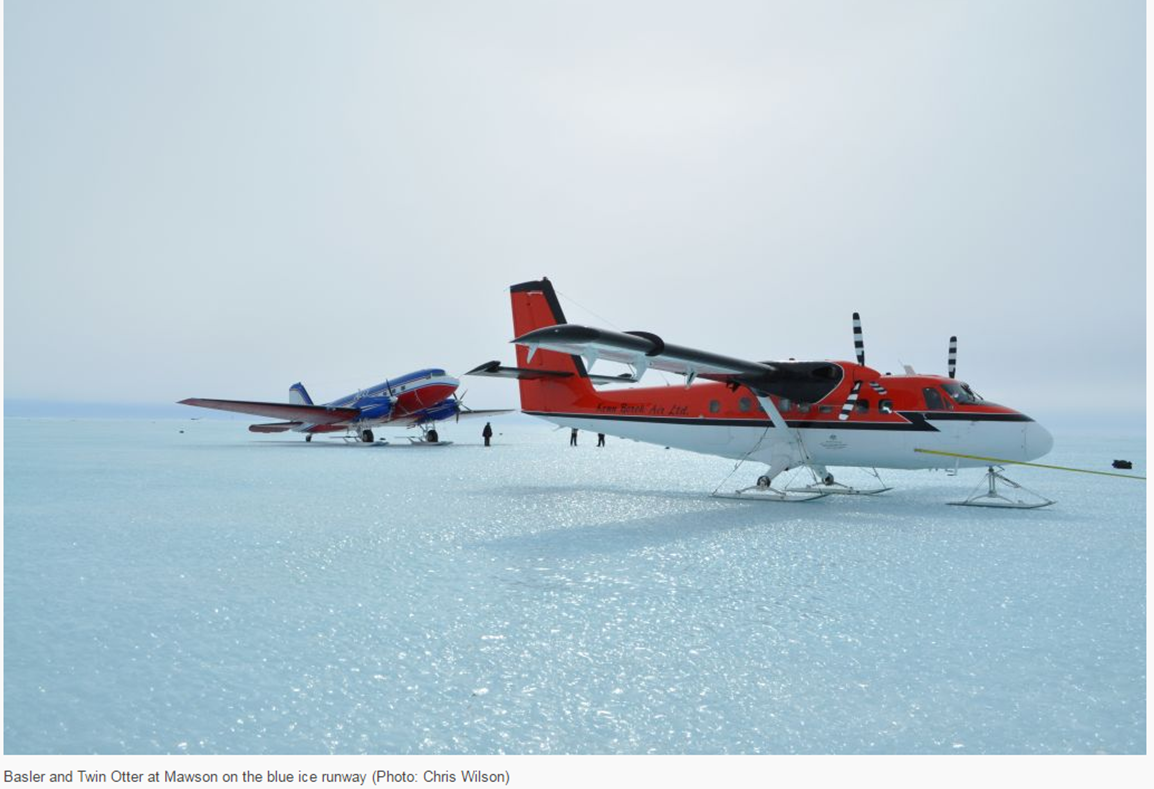 Kenn Borek Air Ltd.
Basler and Twin Otter at Mawson on the blue ice runway (Photo: Chris Wilson)